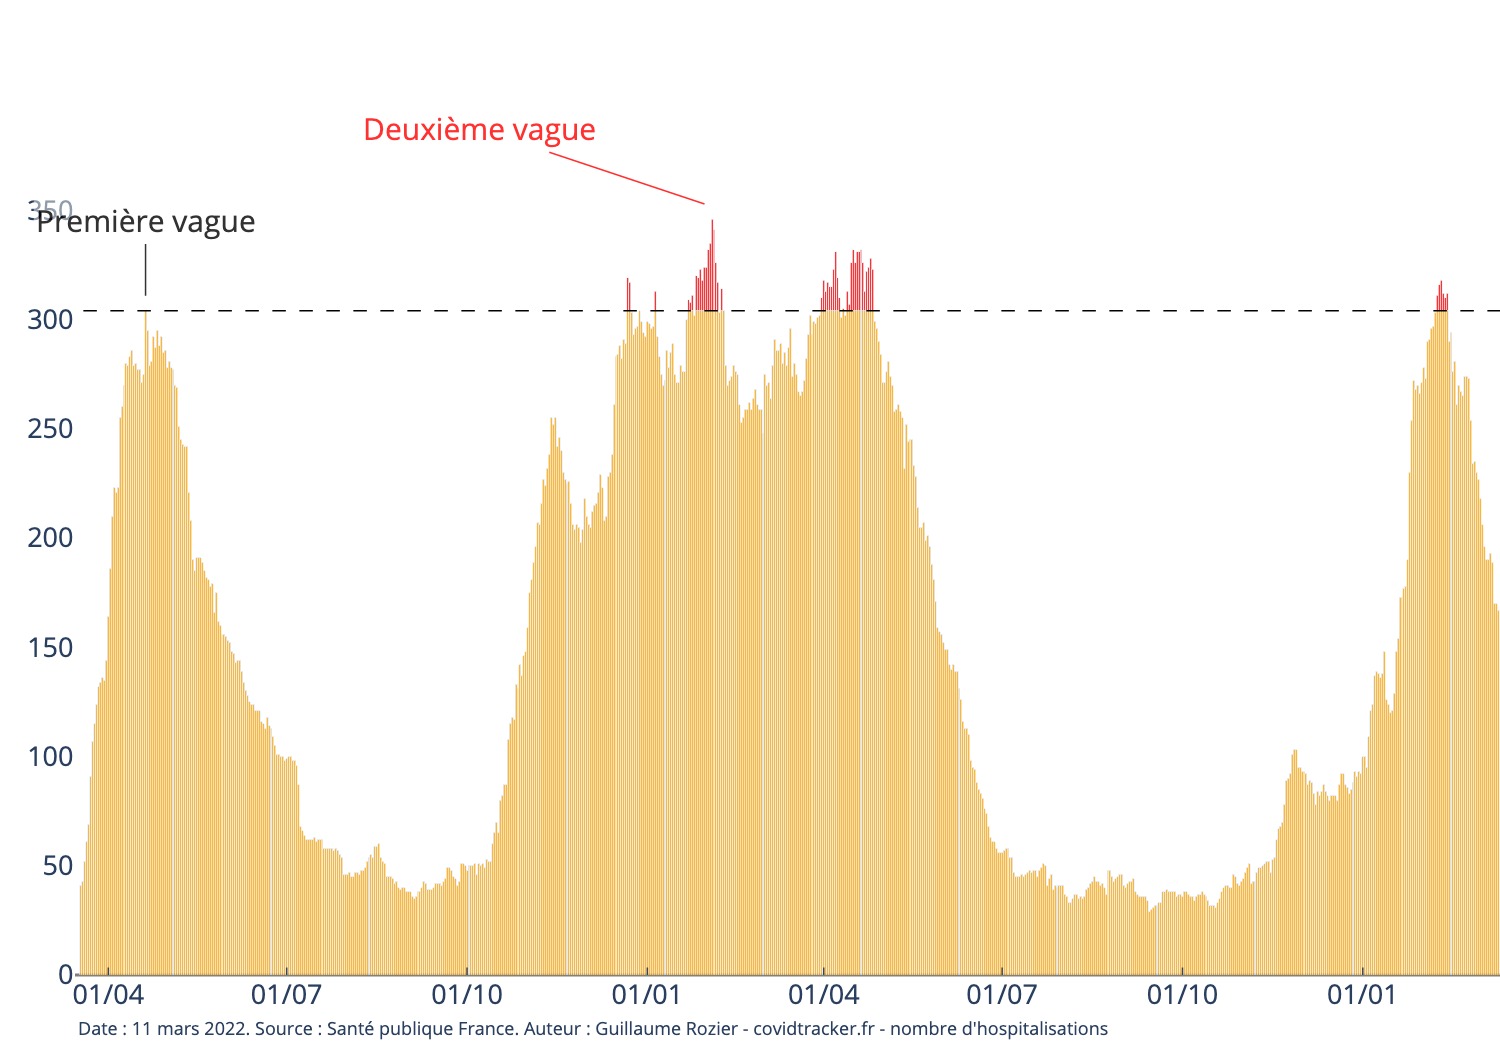 Deuxième vague
350
Première vague
300
250
200
150
100
50
0
01/04 01/07 01/10 01/01 01/04 01/07 01/10 01/01
Date : 11 mars 2022. Source : Santé publique France. Auteur : Guillaume Rozier - covidtracker.fr - nombre d'hospitalisations